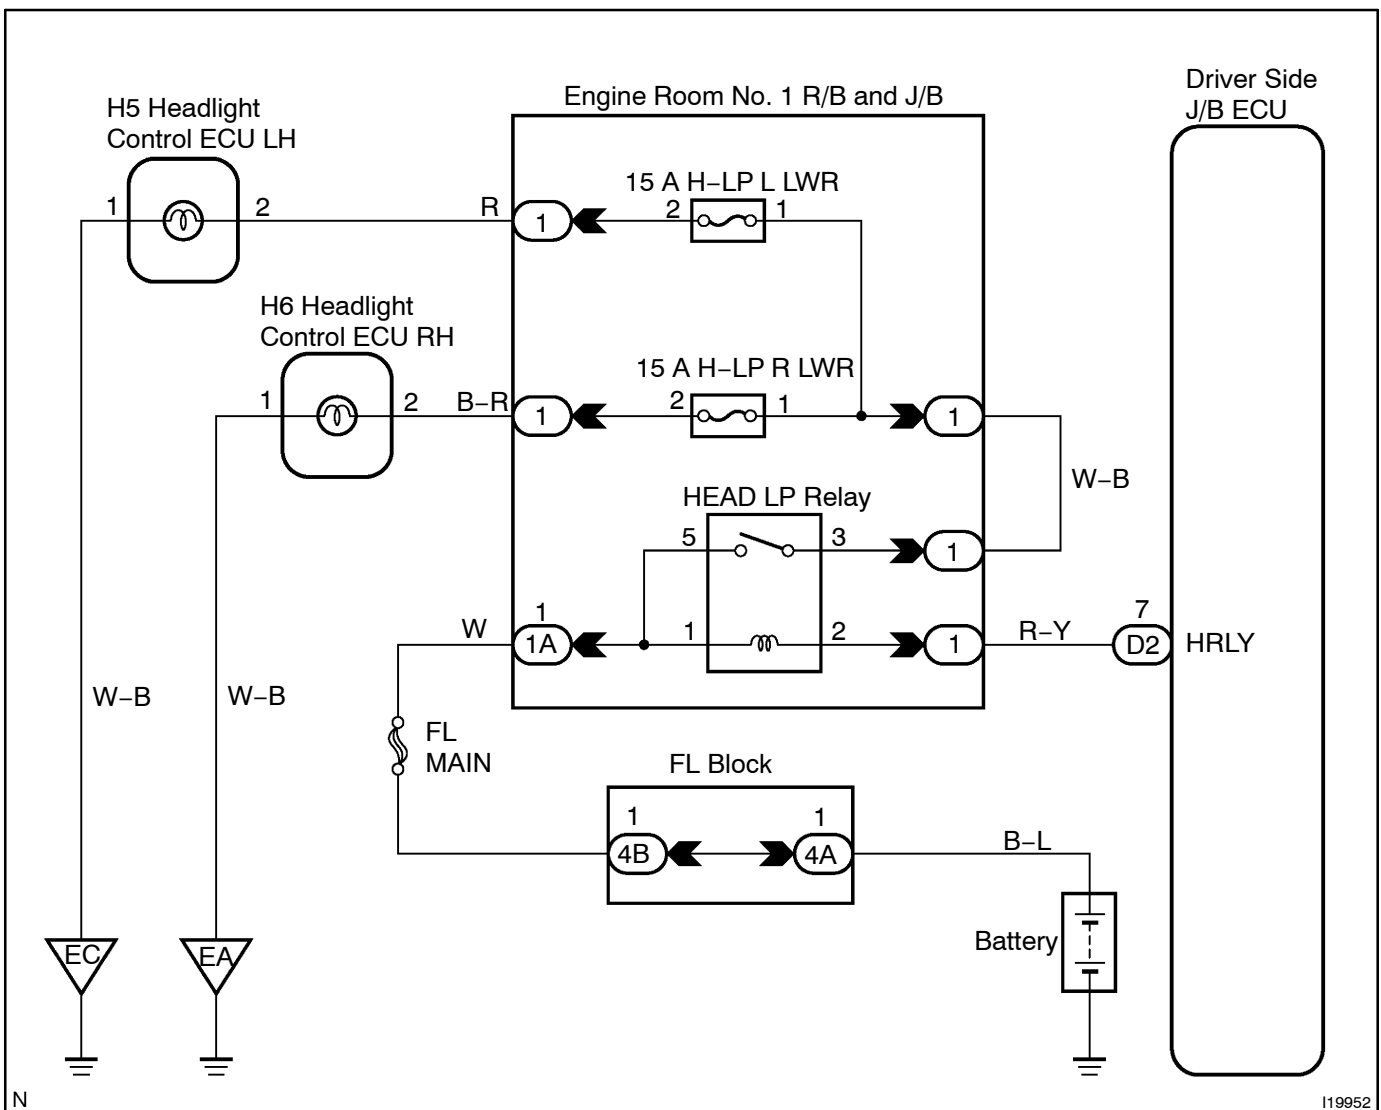 Driver Side
J/B ECU
Engine Room No. 1 R/B and J/B
H5 Headlight
Control ECU LH
15 A H−LP L LWR
1
2
R
1
2
1
H6 Headlight
Control ECU RH
15 A H−LP R LWR
1
2
B−R
1
2
1
1
W−B
HEAD LP Relay
5
3
1
W
1
1A
1
2
1
R−Y
7
D2
HRLY
W−B
W−B
FL
MAIN
FL Block
1
1
4B
4A
B−L
Battery
EC
EA
N
I19952